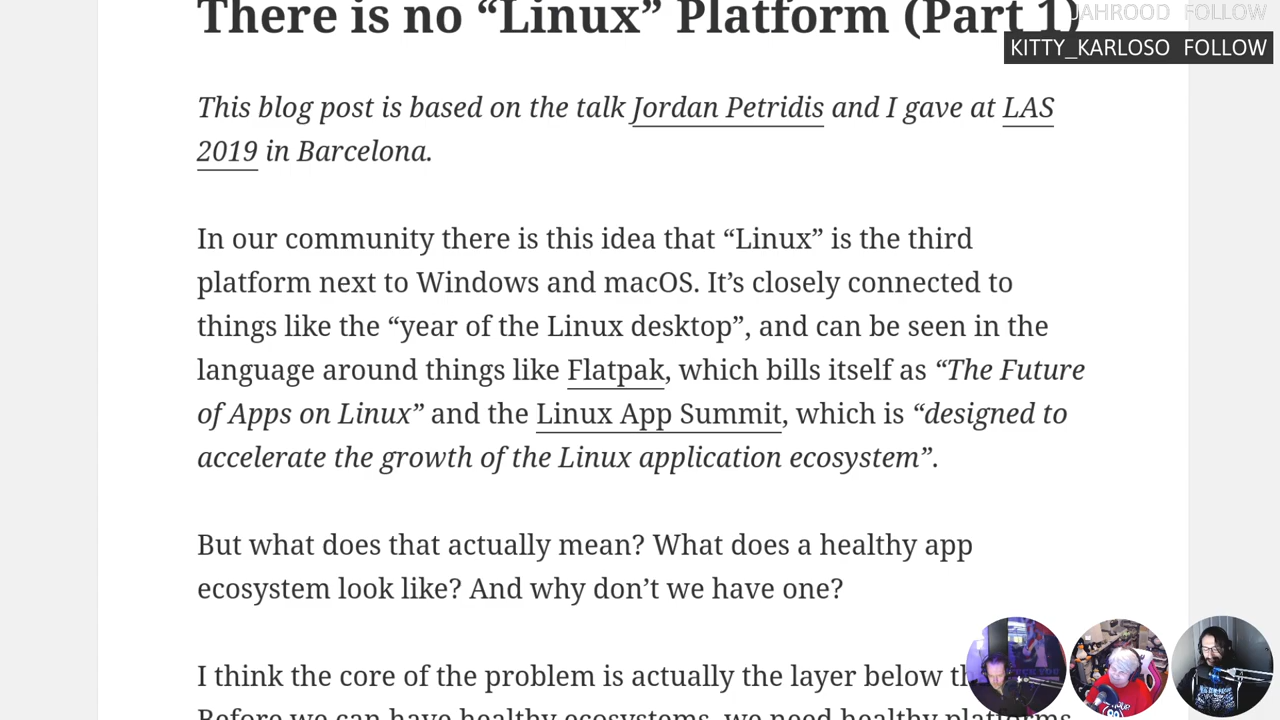 There is no “Linux” Platform (Part 1)
JAHROOD FOLLOW
KITTY_KARLOSO FOLLOW
This blog post is based on the talk Jordan Petridis and I gave at LAS
2019 in Barcelona.
In our community there is this idea that “Linux” is the third
platform next to Windows and macOS. It’s closely connected to
things like the “year of the Linux desktop”, and can be seen in the
language around things like Flatpak, which bills itself as “The Future
of Apps on Linux” and the Linux App Summit, which is “designed to
accelerate the growth of the Linux application ecosystem”.
But what does that actually mean? What does a healthy app
ecosystem look like? And why don’t we have one?
I think the core of the problem is actually the layer below
Before we can have healthy ecosystems, we need healthy platforms